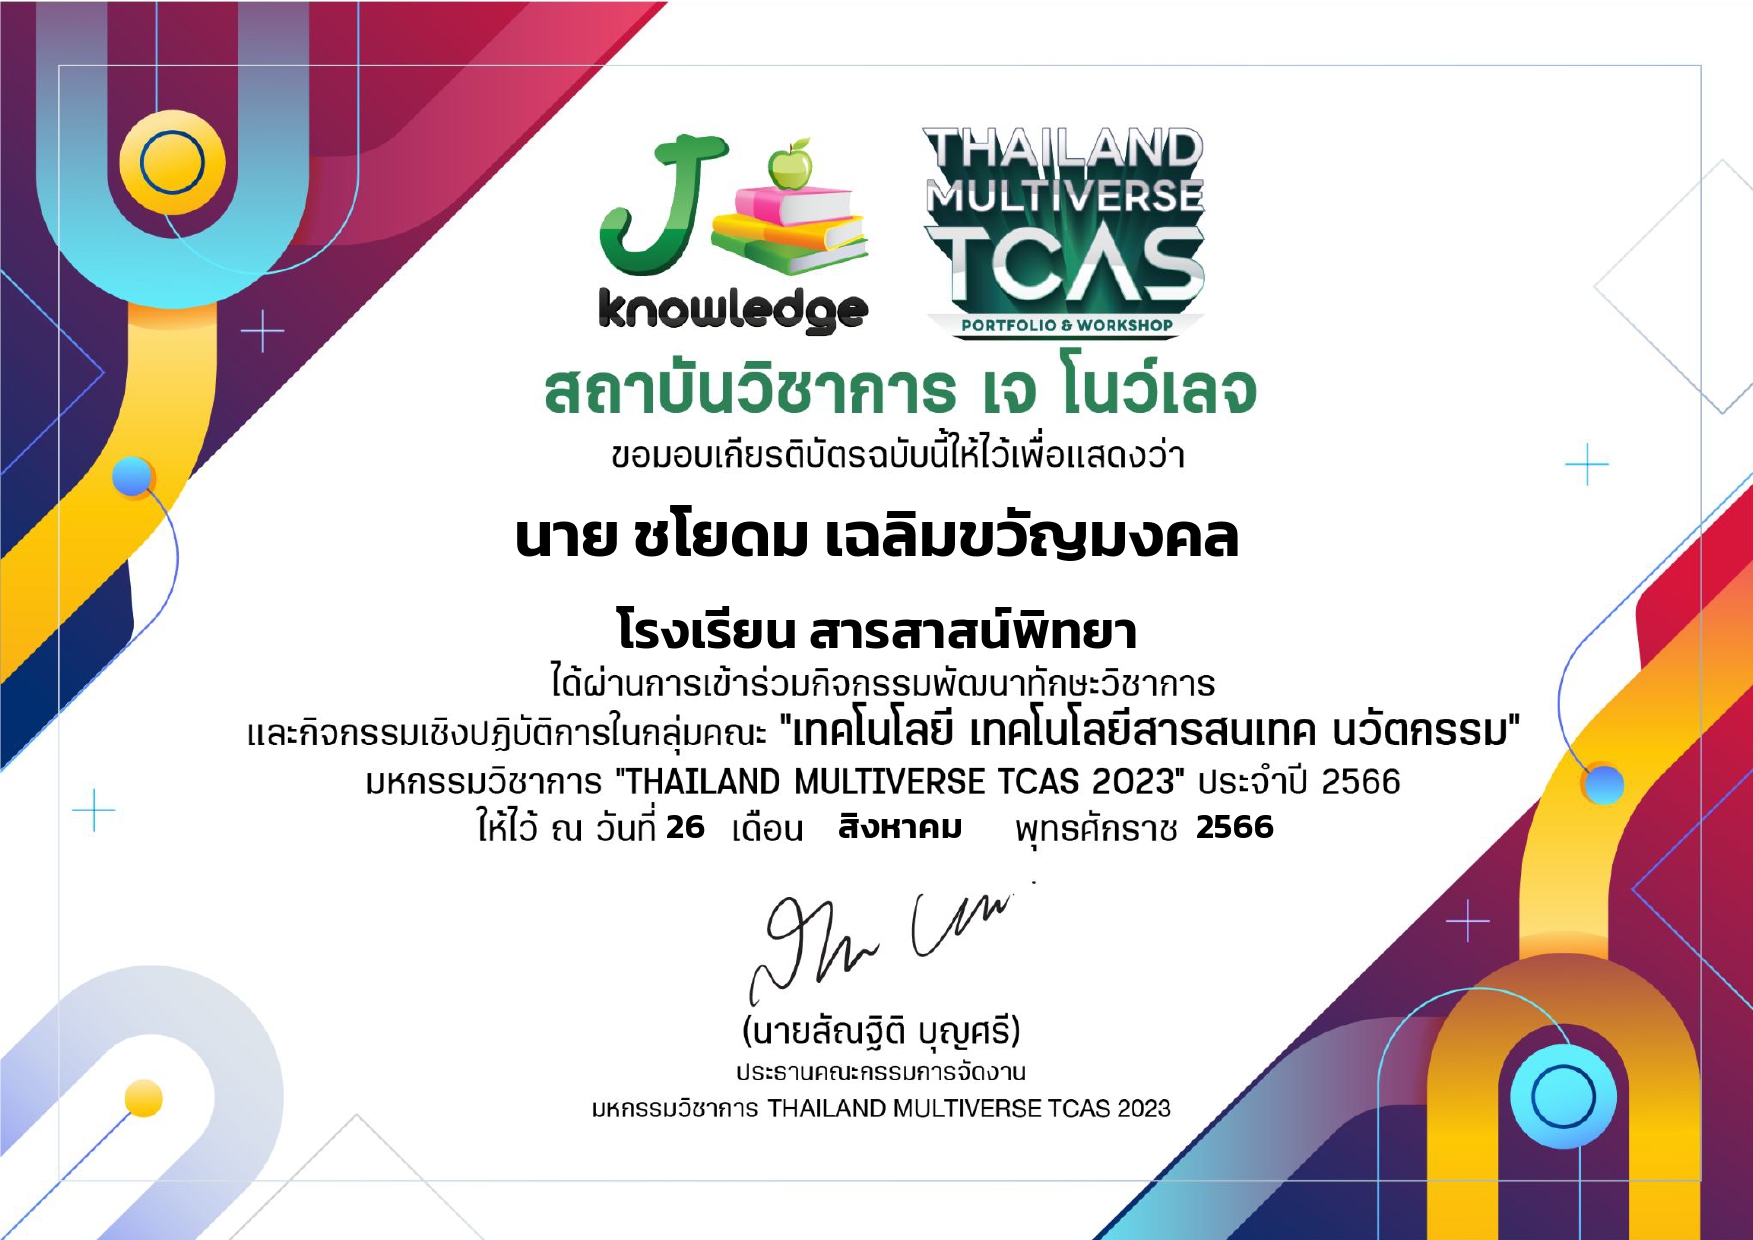 J
knowledge
THAILAND
MULTIVERSE
TCAS
PORTFOLIO & WORKSHOP
สถาบันวิชาการ เจ โนว์เลจ
ขอมอบเกียรติบัตรฉบับนี้ให้ไว้เพื่อแสดงว่า
นาย ชโยดม เฉลิมขวัญมงคล
โรงเรียน สารสาสน์พิทยา
ได้ผ่านการเข้าร่วมกิจกรรมพัฒนาทักษะวิชาการ
และกิจกรรมเชิงปฏิบัติการในกลุ่มคณะ "เทคโนโลยี เทคโนโลยีสารสนเทศ นวัตกรรม"
มหกรรมวิชาการ "THAILAND MULTIVERSE TCAS 2023" ประจำปี 2566
ให้ไว้ ณ วันที่ 26 เดือน สิงหาคม พุทธศักราช 2566
(นายสัณฐิติ บุญศรี)
ประธานคณะกรรมการจัดงาน
มหกรรมวิชาการ THAILAND MULTIVERSE TCAS 2023